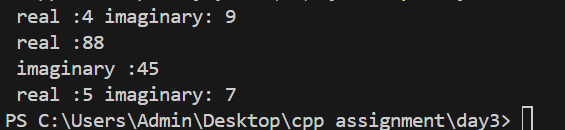 real :4 imaginary: 9
real :88
imaginary :45
real :5 imaginary: 7
PS C:\Users\Admin\Desktop\cpp assignment\day3>